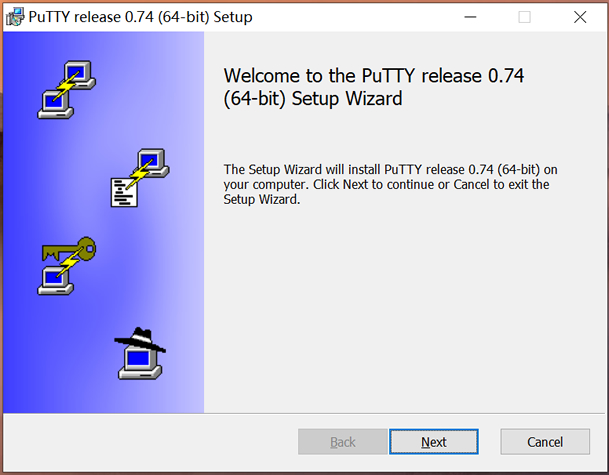 PuTTY release 0.74 (64-bit) Setup
Welcome to the PuTTY release 0.74
(64-bit) Setup Wizard
The Setup Wizard will install PuTTY release 0.74 (64-bit) on
your computer. Click Next to continue or Cancel to exit the
Setup Wizard.
Back
Next
Cancel